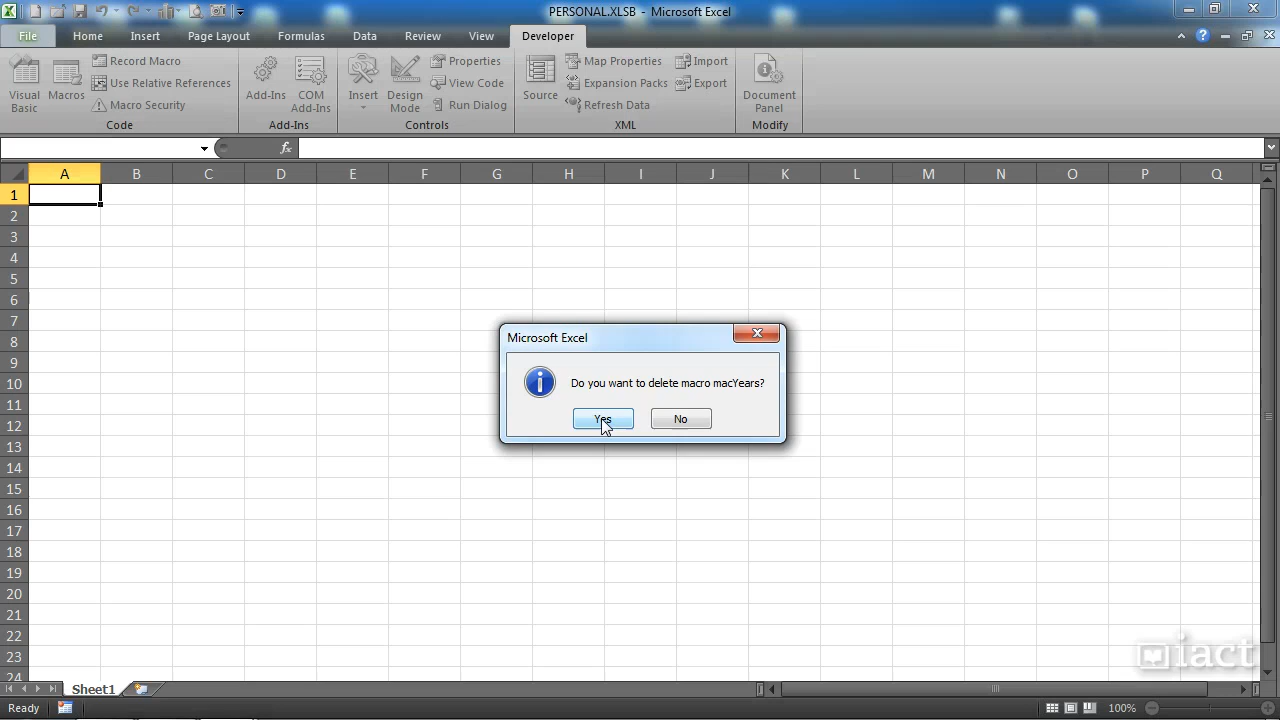 PERSONAL.XLSB - Microsoft Excel
File Home Insert Page Layout Formulas Data Review View Developer
Visual Basic
Macros
Record Macro
Use Relative References
Macro Security
Code
Add-Ins
COM Add-Ins
Add-Ins
Insert
Design Mode
Properties
View Code
Run Dialog
Controls
Source
Map Properties
Expansion Packs
Refresh Data
Import
Export
XML
Document Panel
Modify
fx
A B C D E F G H I J K L M N O P Q
1
2
3
4
5
6
7
8
9
10
11
12
13
14
15
16
17
18
19
20
21
22
23
24
Microsoft Excel
Do you want to delete macro macYears?
Yes No
iact
Sheet1
Ready 100%